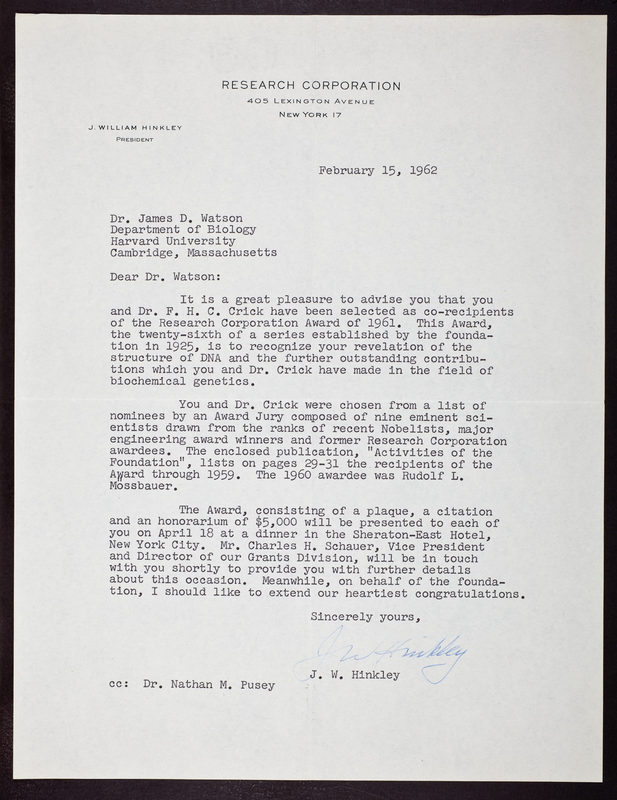 RESEARCH CORPORATION
405 LEXINGTON AVENUE
NEW YORK 17
J. WILLIAM HINKLEY
PRESIDENT
February 15, 1962
Dr. James D. Watson
Department of Biology
Harvard University
Cambridge, Massachusetts
Dear Dr. Watson:
It is a great pleasure to advise you that you
and Dr. F. H. C. Crick have been selected as co-recipients
of the Research Corporation Award of 1961. This Award,
the twenty-sixth of a series established by the founda-
tion in 1925, is to recognize your revelation of the
structure of DNA and the further outstanding contribu-
tions which you and Dr. Crick have made in the field of
biochemical genetics.
You and Dr. Crick were chosen from a list of
nominees by an Award Jury composed of nine eminent sci-
entists drawn from the ranks of recent Nobelists, major
engineering award winners and former Research Corporation
awardees. The enclosed publication, "Activities of the
Foundation", lists on pages 29-31 the recipients of the
Award through 1959. The 1960 awardee was Rudolf L.
Mossbauer.
The Award, consisting of a plaque, a citation
and an honorarium of $5,000 will be presented to each of
you on April 18 at a dinner in the Sheraton-East Hotel,
New York City. Mr. Charles H. Schauer, Vice President
and Director of our Grants Division, will be in touch
with you shortly to provide you with further details
about this occasion. Meanwhile, on behalf of the founda-
tion, I should like to extend our heartiest congratulations.
Sincerely yours,
J W Hinkley
J. W. Hinkley
cc: Dr. Nathan M. Pusey